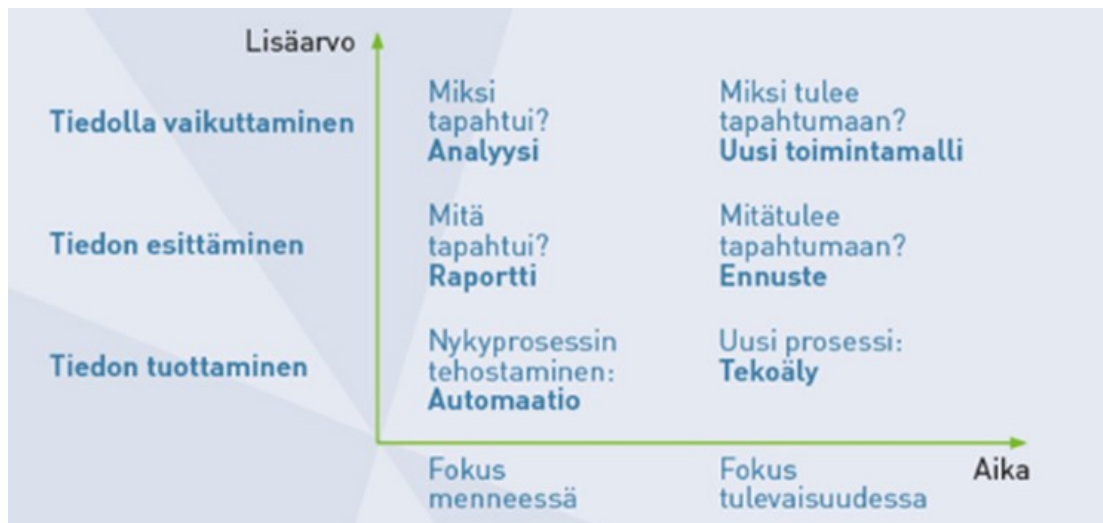 Lisäarvo
Tiedolla vaikuttaminen
Miksi
tapahtui?
Analyysi
Miksi tulee
tapahtumaan?
Uusi toimintamalli
Tiedon esittäminen
Mitä
tapahtui?
Raportti
Mitätulee
tapahtumaan?
Ennuste
Tiedon tuottaminen
Nykyprosessin
tehostaminen:
Automaatio
Uusi prosessi:
Tekoäly
Fokus
menneessä
Fokus
tulevaisuudessa
Aika